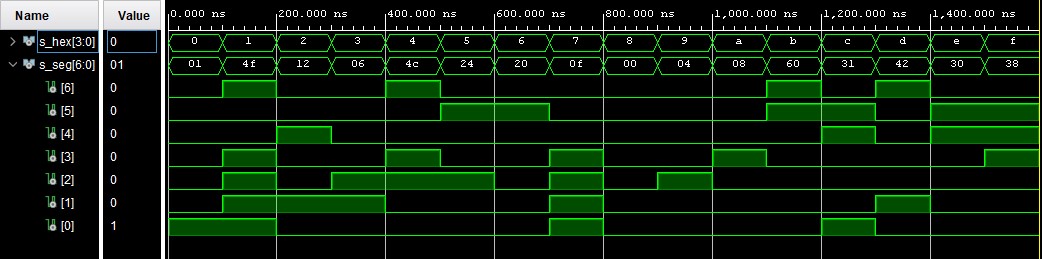 Name Value 0.000 ns 200.000 ns 400.000 ns 600.000 ns 800.000 ns 1,000.000 ns 1,200.000 ns 1,400.000 ns
s_hex[3:0] 0 0 1 2 3 4 5 6 7 8 9 a b c d e f
s_seg[6:0] 01 01 4f 12 06 4c 24 20 0f 00 04 08 60 31 42 30 38
[6] 0
[5] 0
[4] 0
[3] 0
[2] 0
[1] 0
[0] 1